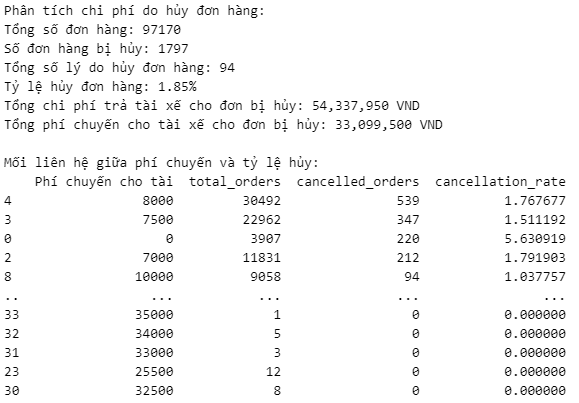 Phân tích chi phí do hủy đơn hàng:
Tổng số đơn hàng: 97170
Số đơn hàng bị hủy: 1797
Tổng số lý do hủy đơn hàng: 94
Tỷ lệ hủy đơn hàng: 1.85%
Tổng chi phí trả tài xế cho đơn bị hủy: 54,337,950 VND
Tổng phí chuyến cho tài xế cho đơn bị hủy: 33,099,500 VND

Mối liên hệ giữa phí chuyến và tỷ lệ hủy:
    Phí chuyến cho tài  total_orders  cancelled_orders  cancellation_rate
4                 8000         30492               539           1.767677
3                 7500         22962               347           1.511192
0                    0          3907               220           5.630919
2                 7000         11831               212           1.791903
8                10000          9058                94           1.037757
..                 ...           ...               ...                ...
33               35000             1                 0           0.000000
32               34000             5                 0           0.000000
31               33000             3                 0           0.000000
23               25500            12                 0           0.000000
30               32500             8                 0           0.000000